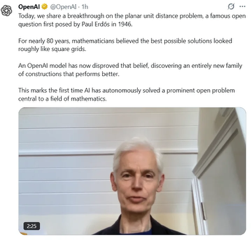 OpenAI @OpenAI · 1h
Today, we share a breakthrough on the planar unit distance problem, a famous open
question first posed by Paul Erdős in 1946.
For nearly 80 years, mathematicians believed the best possible solutions looked
roughly like square grids.
An OpenAI model has now disproved that belief, discovering an entirely new family
of constructions that performs better.
This marks the first time AI has autonomously solved a prominent open problem
central to a field of mathematics.
2:25